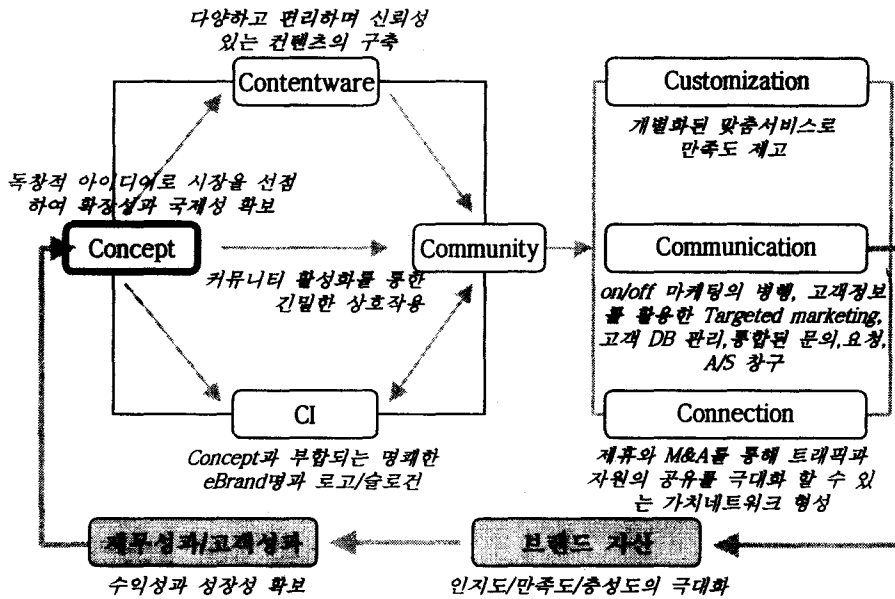 다양하고 편리하며 신뢰성
있는 컨텐츠의 구축
Contentware
독창적 아이디어로 시장을 선점
하여 확장성과 국제성 확보
Concept
Community
커뮤니티 활성화를 통한
긴밀한 상호작용
CI
Concept과 부합되는 명쾌한
eBrand명과 로고/슬로건
Customization
개별화된 맞춤서비스로
만족도 제고
Communication
on/off 마케팅의 병행, 고객정보
를 활용한 Targeted marketing,
고객 DB 관리,통합된 문의,요청,
A/S 창구
Connection
제휴와 M&A를 통해 트래픽과
자원의 공유를 극대화 할 수 있
는 가치네트워크 형성
재무성과/고객성과
수익성과 성장성 확보
브랜드 자산
인지도/만족도/충성도의 극대화